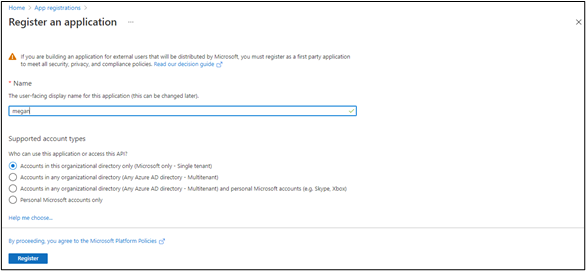 Home > App registrations >
Register an application ...
If you are building an application for external users that will be distributed by Microsoft, you must register as a first party application
to meet all security, privacy, and compliance policies. Read our decision guide
* Name
The user-facing display name for this application (this can be changed later).
megan
Supported account types
Who can use this application or access this API?
Accounts in this organizational directory only (Microsoft only - Single tenant)
Accounts in any organizational directory (Any Azure AD directory - Multitenant)
Accounts in any organizational directory (Any Azure AD directory - Multitenant) and personal Microsoft accounts (e.g. Skype, Xbox)
Personal Microsoft accounts only
Help me choose...
By proceeding, you agree to the Microsoft Platform Policies
Register